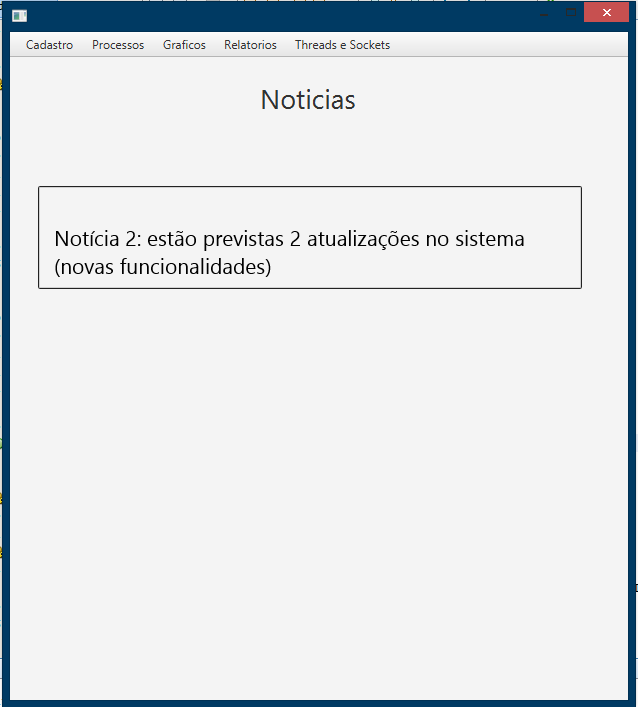 Cadastro Processos Graficos Relatorios Threads e Sockets
Noticias
Notícia 2: estão previstas 2 atualizações no sistema
(novas funcionalidades)